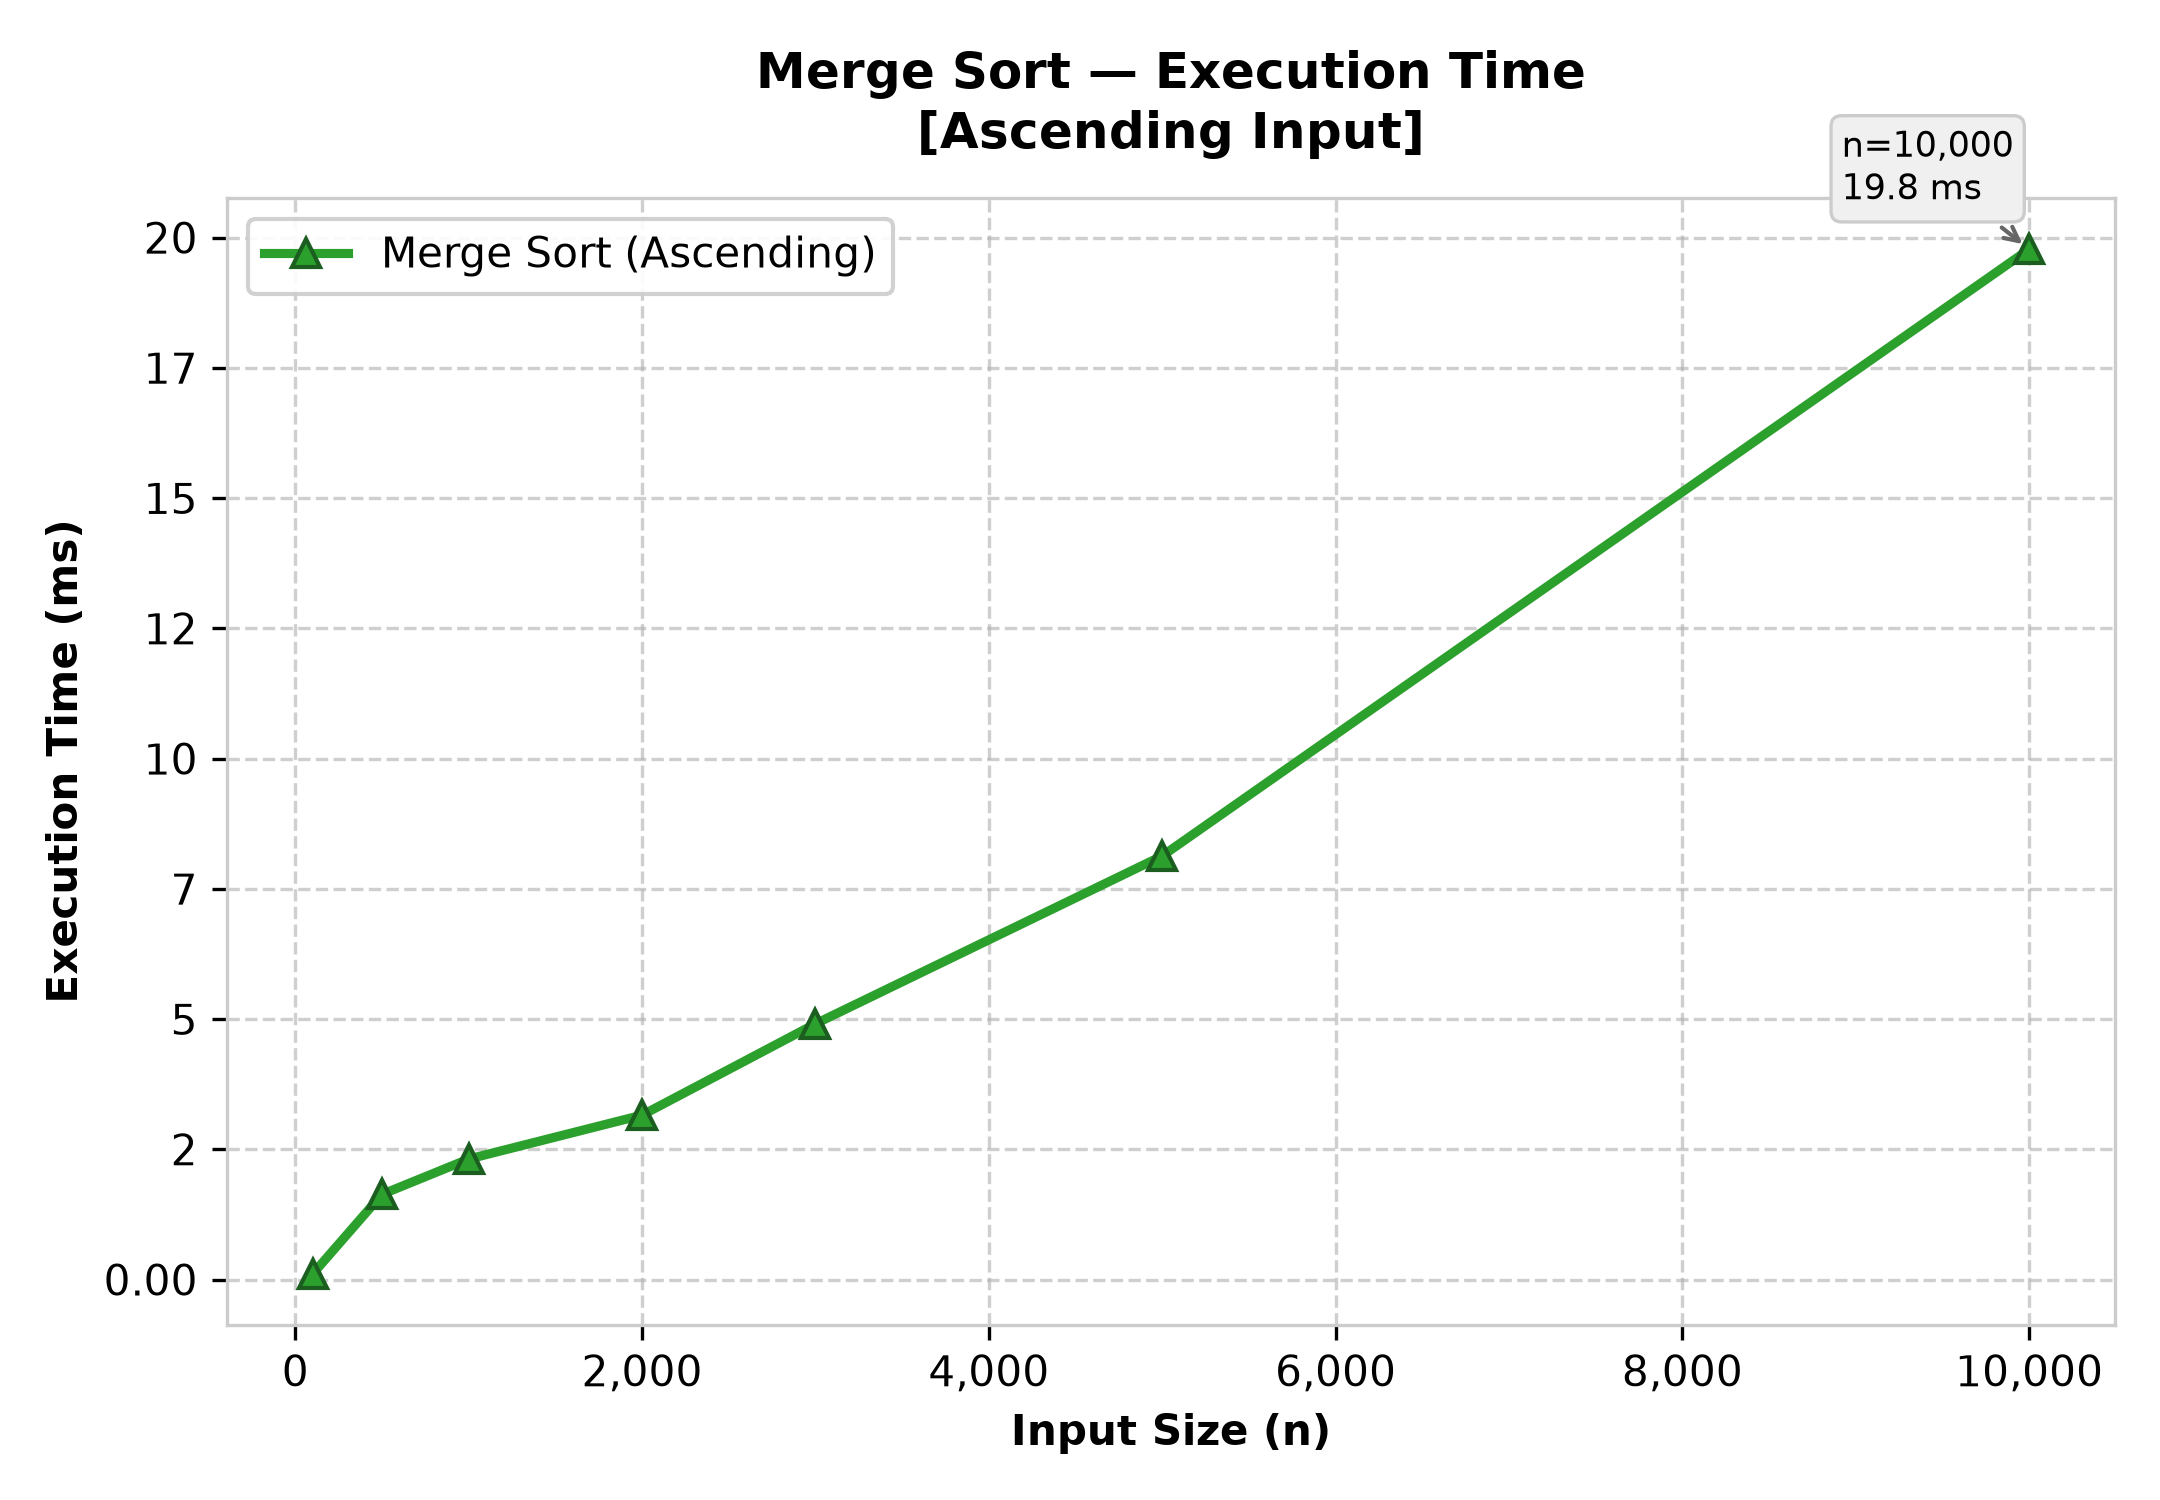 Merge Sort — Execution Time
[Ascending Input]
n=10,000
19.8 ms
Merge Sort (Ascending)
20
17
15
12
10
7
5
2
0.00
Execution Time (ms)
0
2,000
4,000
6,000
8,000
10,000
Input Size (n)